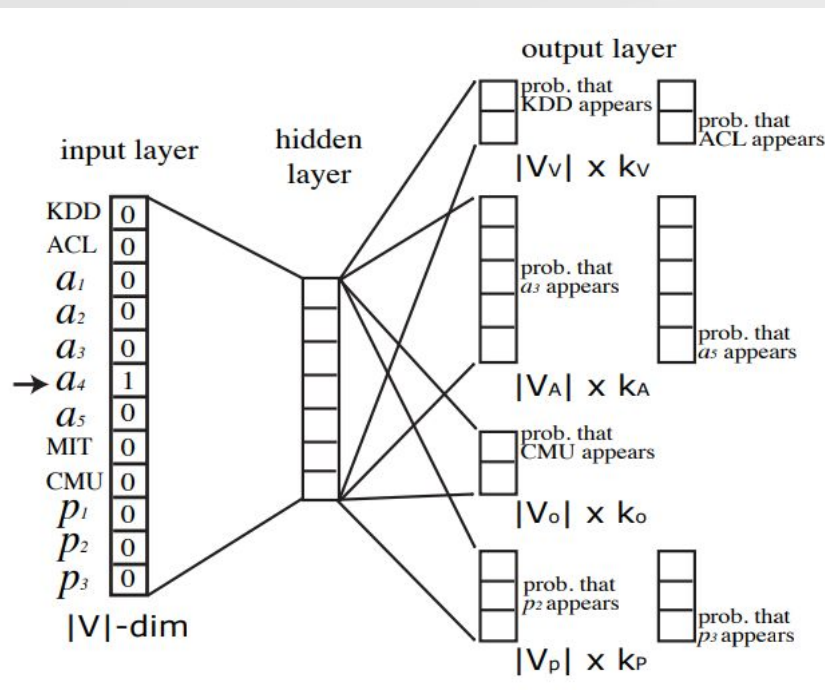 input layer
KDD 0
ACL 0
a1 0
a2 0
a3 0
a4 1
a5 0
MIT 0
CMU 0
p1 0
p2 0
p3 0
|V|-dim
hidden
layer
output layer
prob. that
KDD appears
prob. that
ACL appears
|Vv| x kv
prob. that
a3 appears
prob. that
a5 appears
|VA| x kA
prob. that
CMU appears
|Vo| x ko
prob. that
p2 appears
prob. that
p3 appears
|Vp| x kP